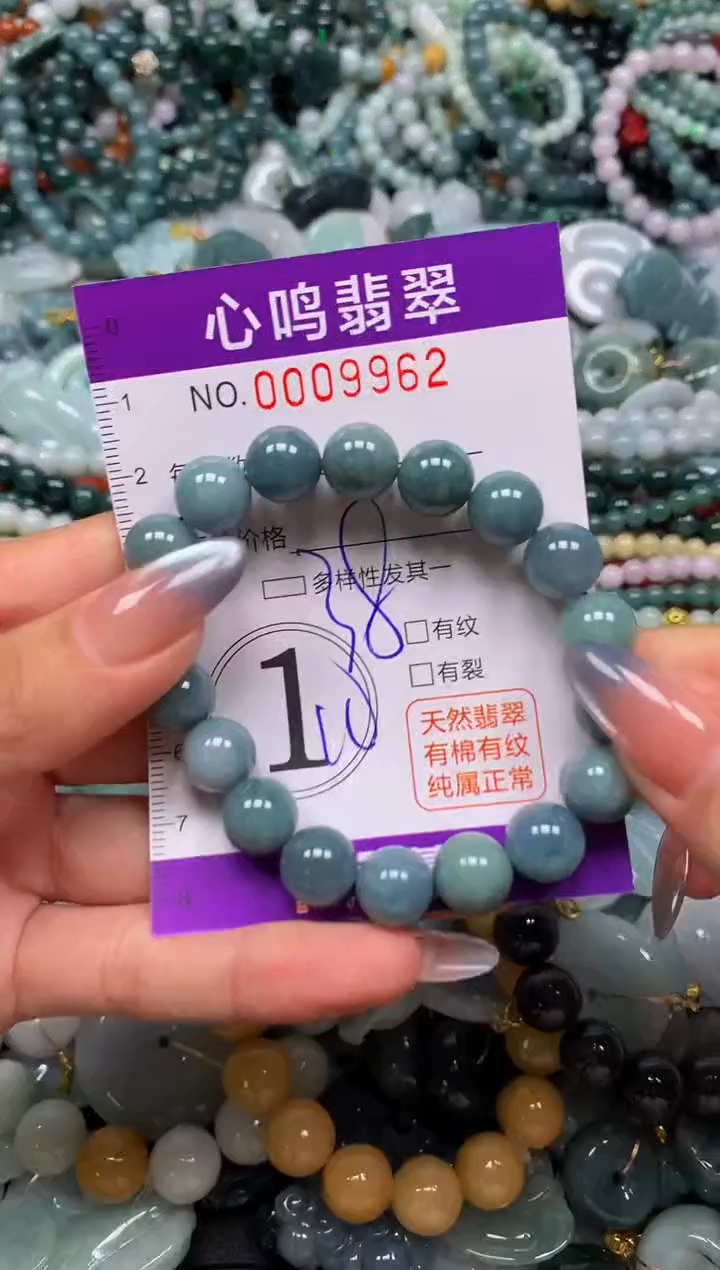 心鸣翡翠
NO.0009962
价格
多样性发其一
1
有纹
有裂
天然翡翠
有棉有纹
纯属正常
0
1
2
6
7
8